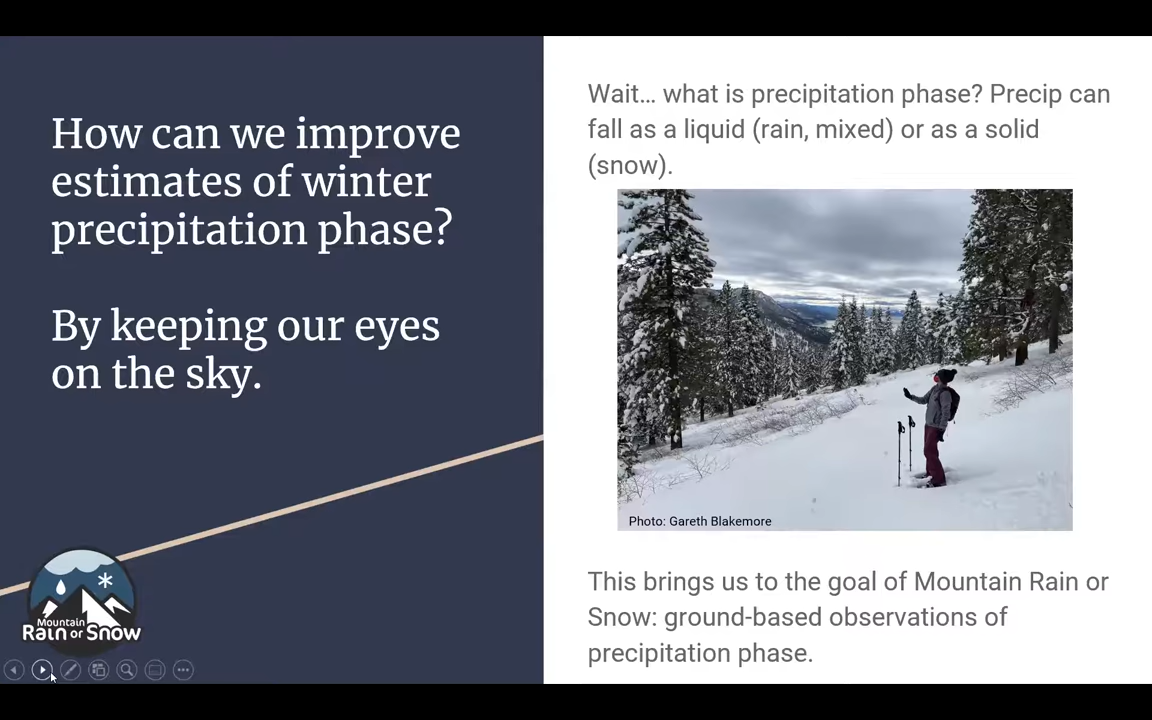 How can we improve
estimates of winter
precipitation phase?
By keeping our eyes
on the sky.
Mountain
Rain or Snow
Wait... what is precipitation phase? Precip can
fall as a liquid (rain, mixed) or as a solid
(snow).
Photo: Gareth Blakemore
This brings us to the goal of Mountain Rain or
Snow: ground-based observations of
precipitation phase.